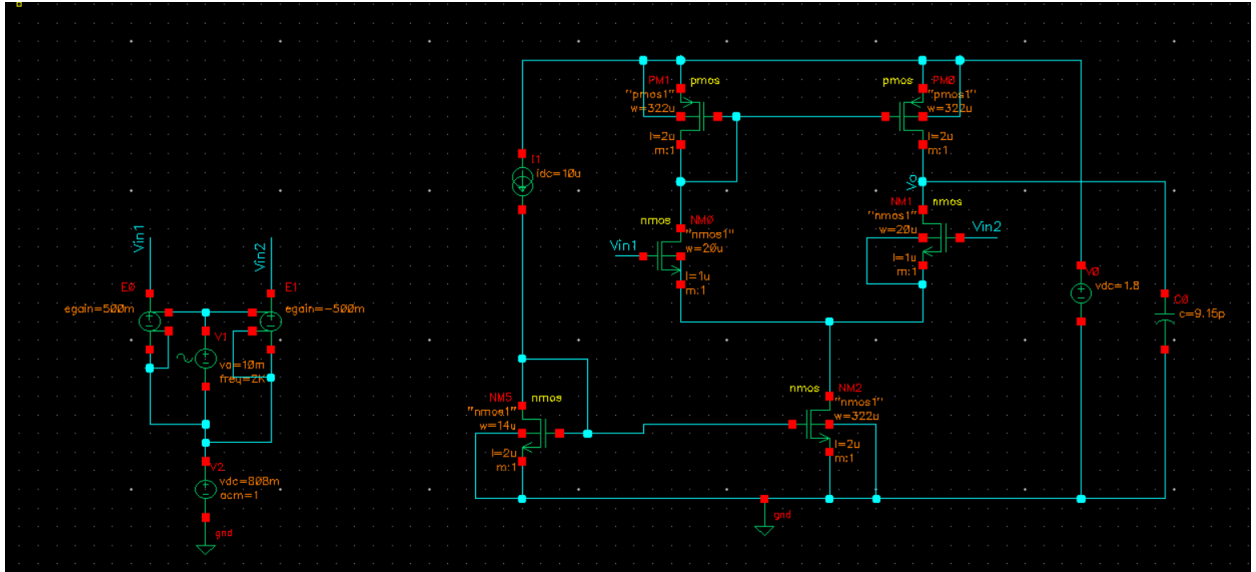 PM1
pmos
"pmos1"
w=322u
l=2u
m:1
pmos
PM0
"pmos1"
w=322u
l=2u
m:1
I1
idc=10u
Vo
nmos
NM0
"nmos1"
w=20u
l=1u
m:1
Vin1
NM1
nmos
"nmos1"
w=20u
l=1u
m:1
Vin2
Vin1
Vin2
E0
egain=500m
E1
egain=-500m
V1
va=10m
freq=2K
V0
vdc=1.8
C0
c=9.15p
NM5
nmos
"nmos1"
w=14u
l=2u
m:1
nmos
NM2
"nmos1"
w=322u
l=2u
m:1
V2
vdc=808m
acm=1
gnd
gnd